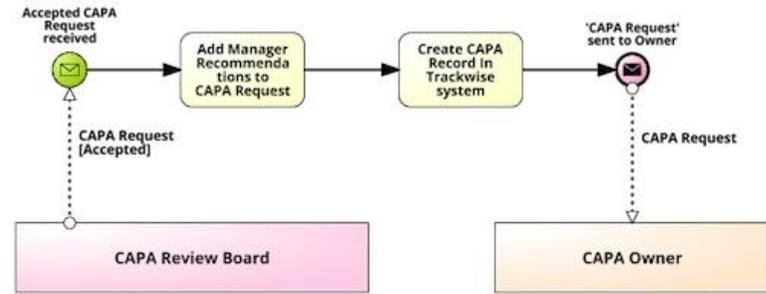 Accepted CAPA
Request
received
'CAPA Request'
sent to Owner
Add Manager
Recommenda
tions to
CAPA Request
Create CAPA
Record In
Trackwise
system
CAPA Request
[Accepted]
CAPA Request
CAPA Review Board
CAPA Owner